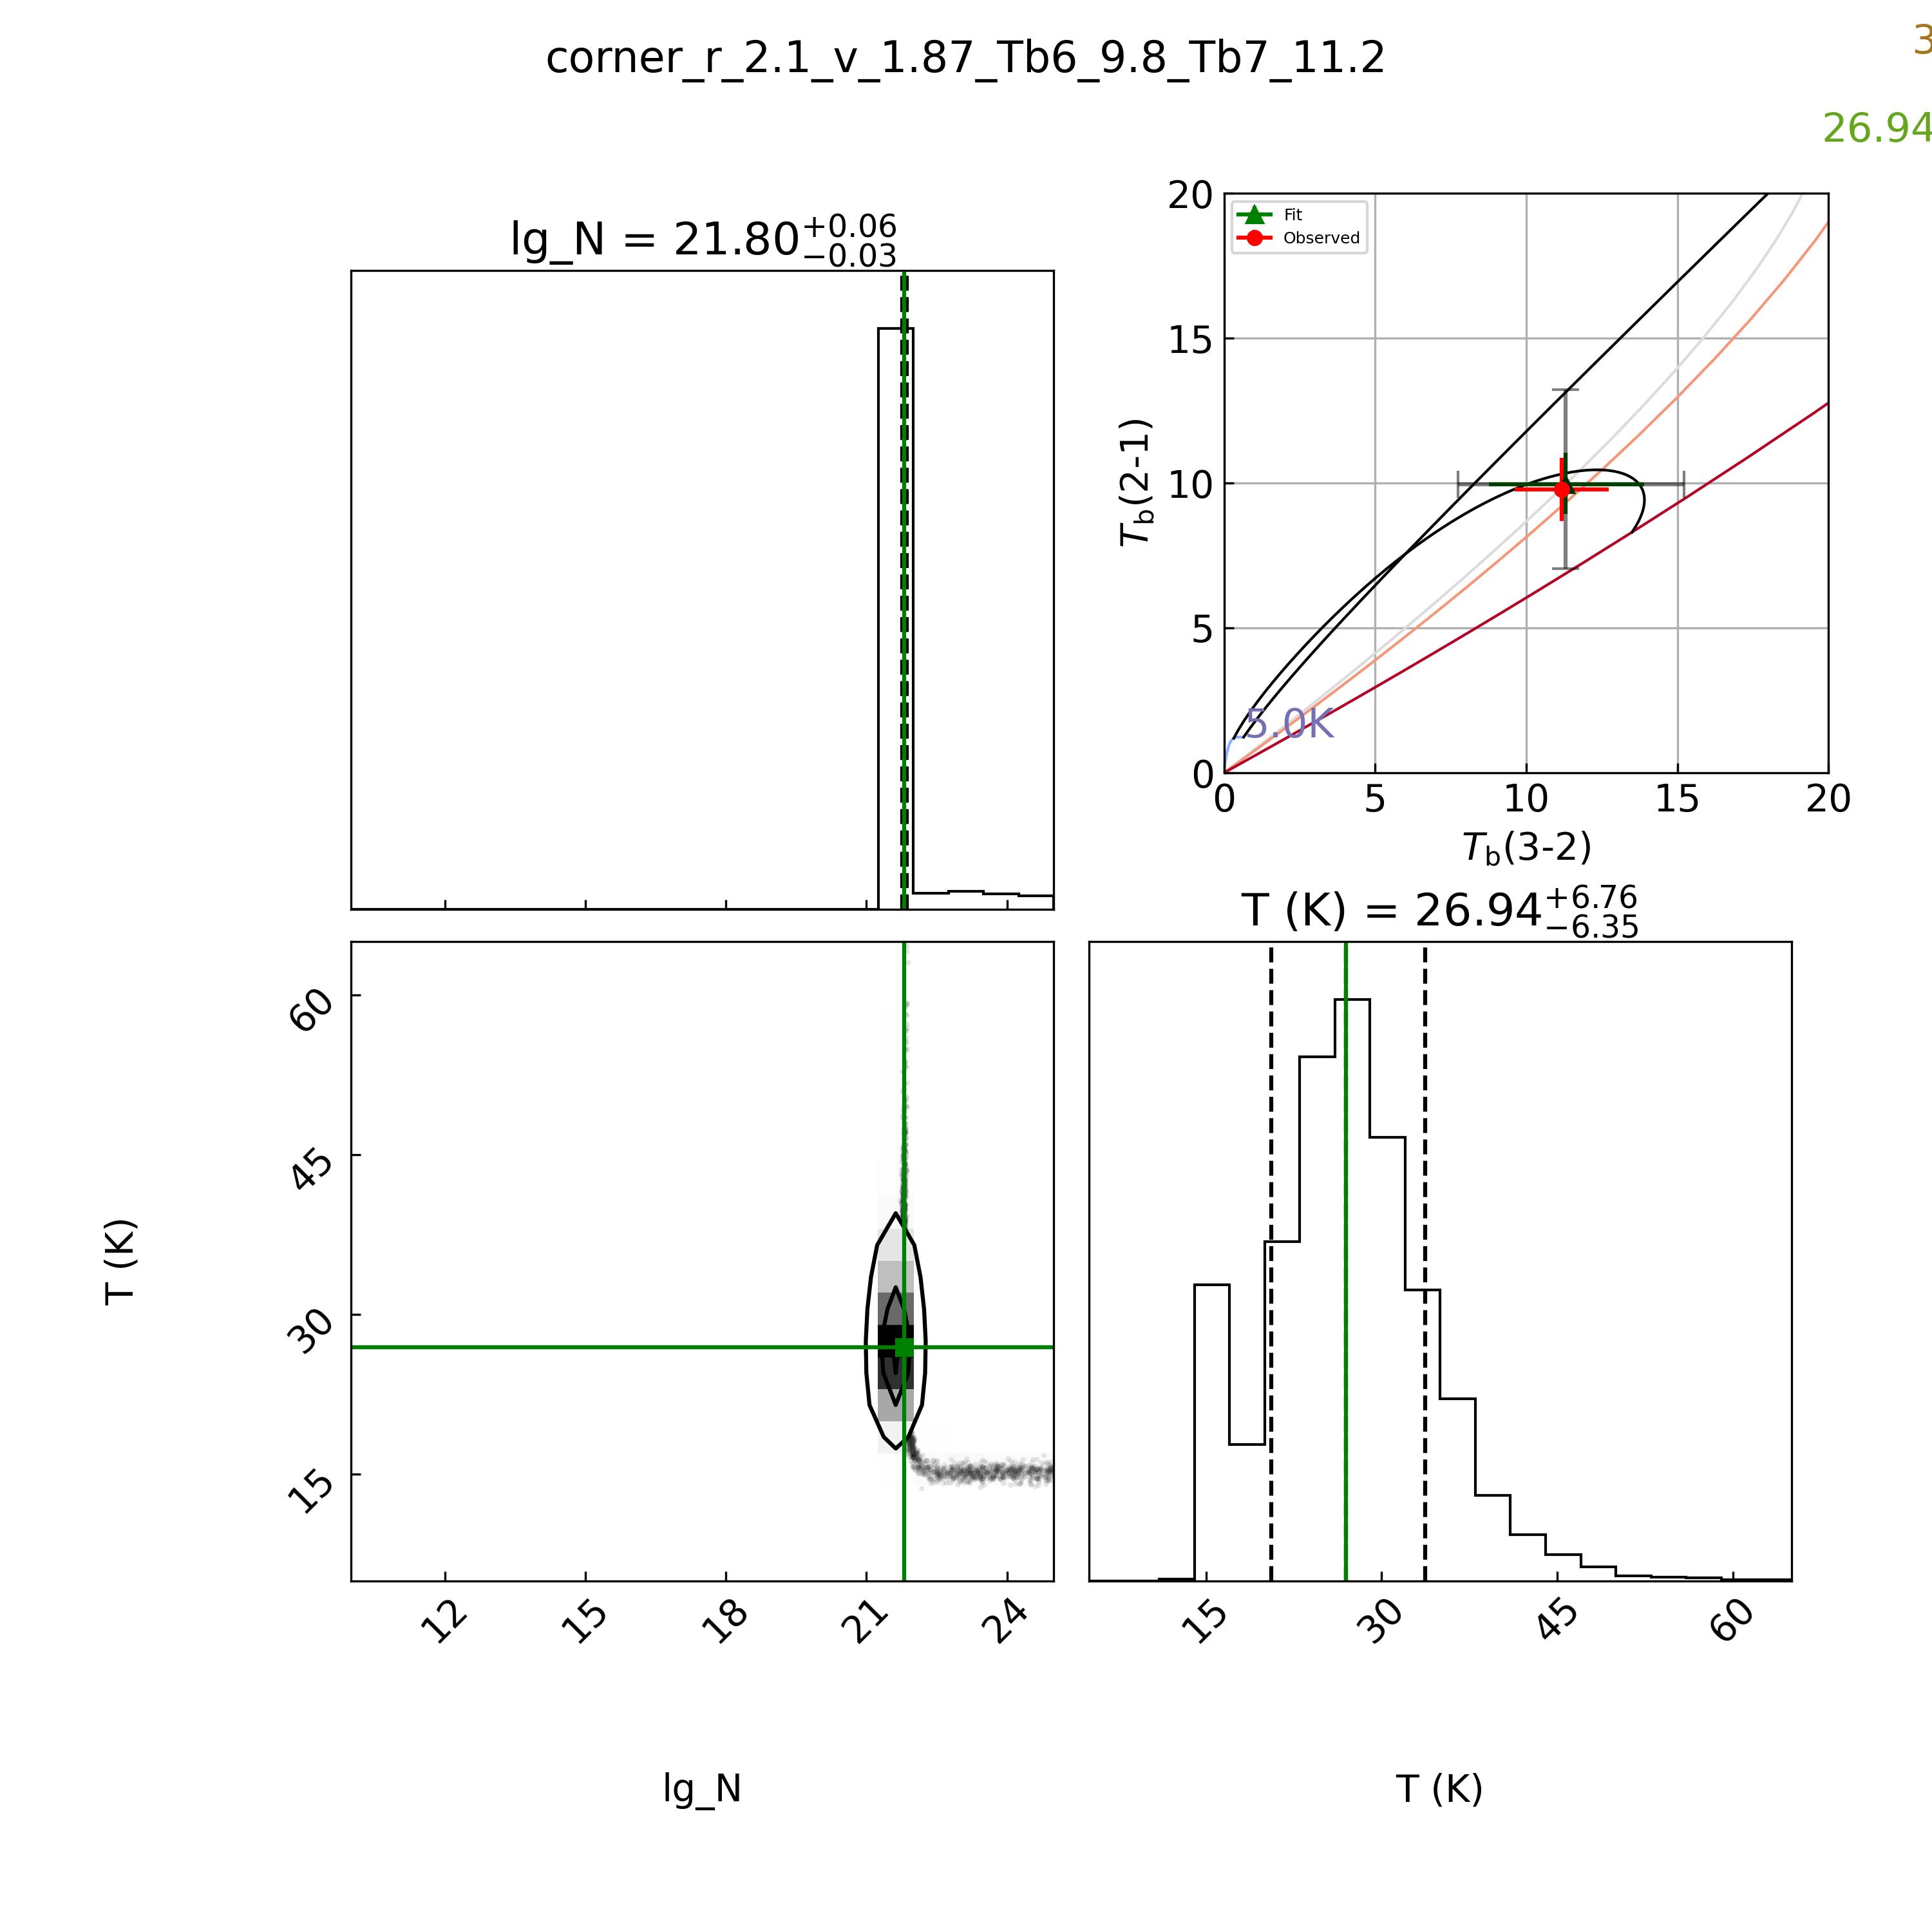 3
corner_r_2.1_v_1.87_Tb6_9.8_Tb7_11.2
26.94
lg_N = 21.80 +0.06 −0.03
Fit
Observed
20
15
10
5
0
T_b(2-1)
5.0K
0 5 10 15 20
T_b(3-2)
T (K) = 26.94 +6.76 −6.35
60
45
30
15
T (K)
12 15 18 21 24
15 30 45 60
lg_N
T (K)